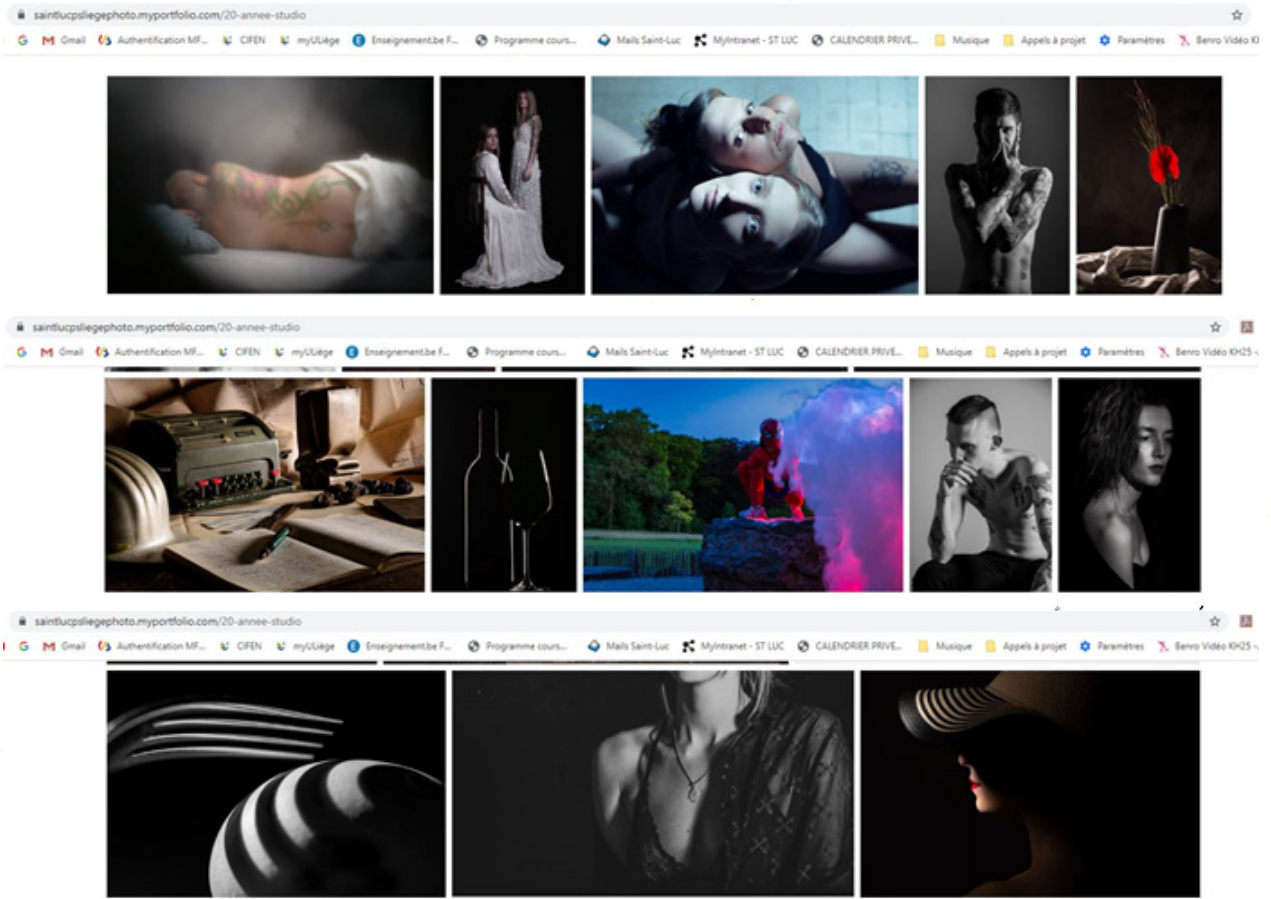 saintlucpsliegephoto.myportfolio.com/20-annee-studio
G M Gmail Authentification MF... CIFEN myULiège Enseignement.be F... Programme cours... Mails Saint-Luc MyIntranet - ST LUC CALENDRIER PRIVE... Musique Appels à projet Paramètres Benro Vidéo KH
saintlucpsliegephoto.myportfolio.com/20-annee-studio
G M Gmail Authentification MF... CIFEN myULiège Enseignement.be F... Programme cours... Mails Saint-Luc MyIntranet - ST LUC CALENDRIER PRIVE... Musique Appels à projet Paramètres Benro Vidéo KH25 -
saintlucpsliegephoto.myportfolio.com/20-annee-studio
G M Gmail Authentification MF... CIFEN myULiège Enseignement.be F... Programme cours... Mails Saint-Luc MyIntranet - ST LUC CALENDRIER PRIVE... Musique Appels à projet Paramètres Benro Vidéo KH25 -